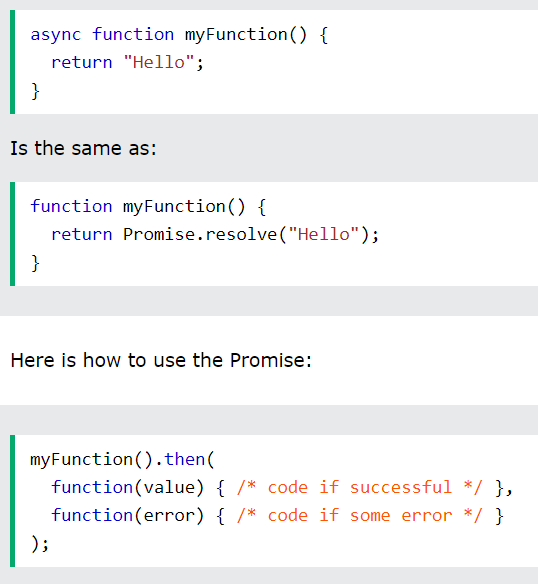 async function myFunction() {
  return "Hello";
}
Is the same as:
function myFunction() {
  return Promise.resolve("Hello");
}
Here is how to use the Promise:
myFunction().then(
  function(value) { /* code if successful */ },
  function(error) { /* code if some error */ }
);